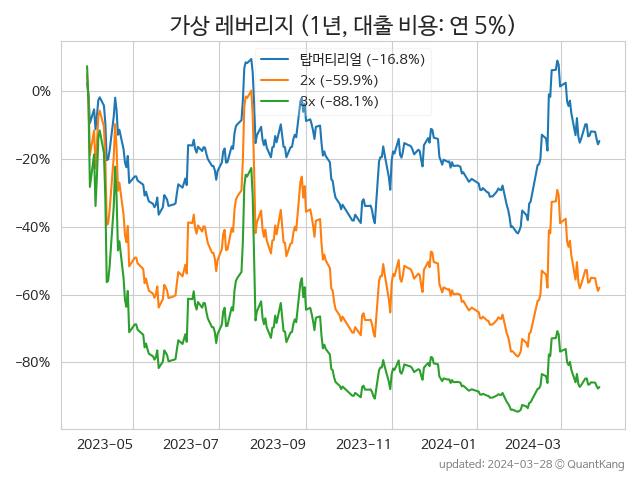 가상 레버리지 (1년, 대출 비용: 연 5%)
탑머티리얼 (−16.8%)
2x (−59.9%)
3x (−88.1%)
0%
−20%
−40%
−60%
−80%
2023-05 2023-07 2023-09 2023-11 2024-01 2024-03
updated: 2024-03-28 © QuantKang